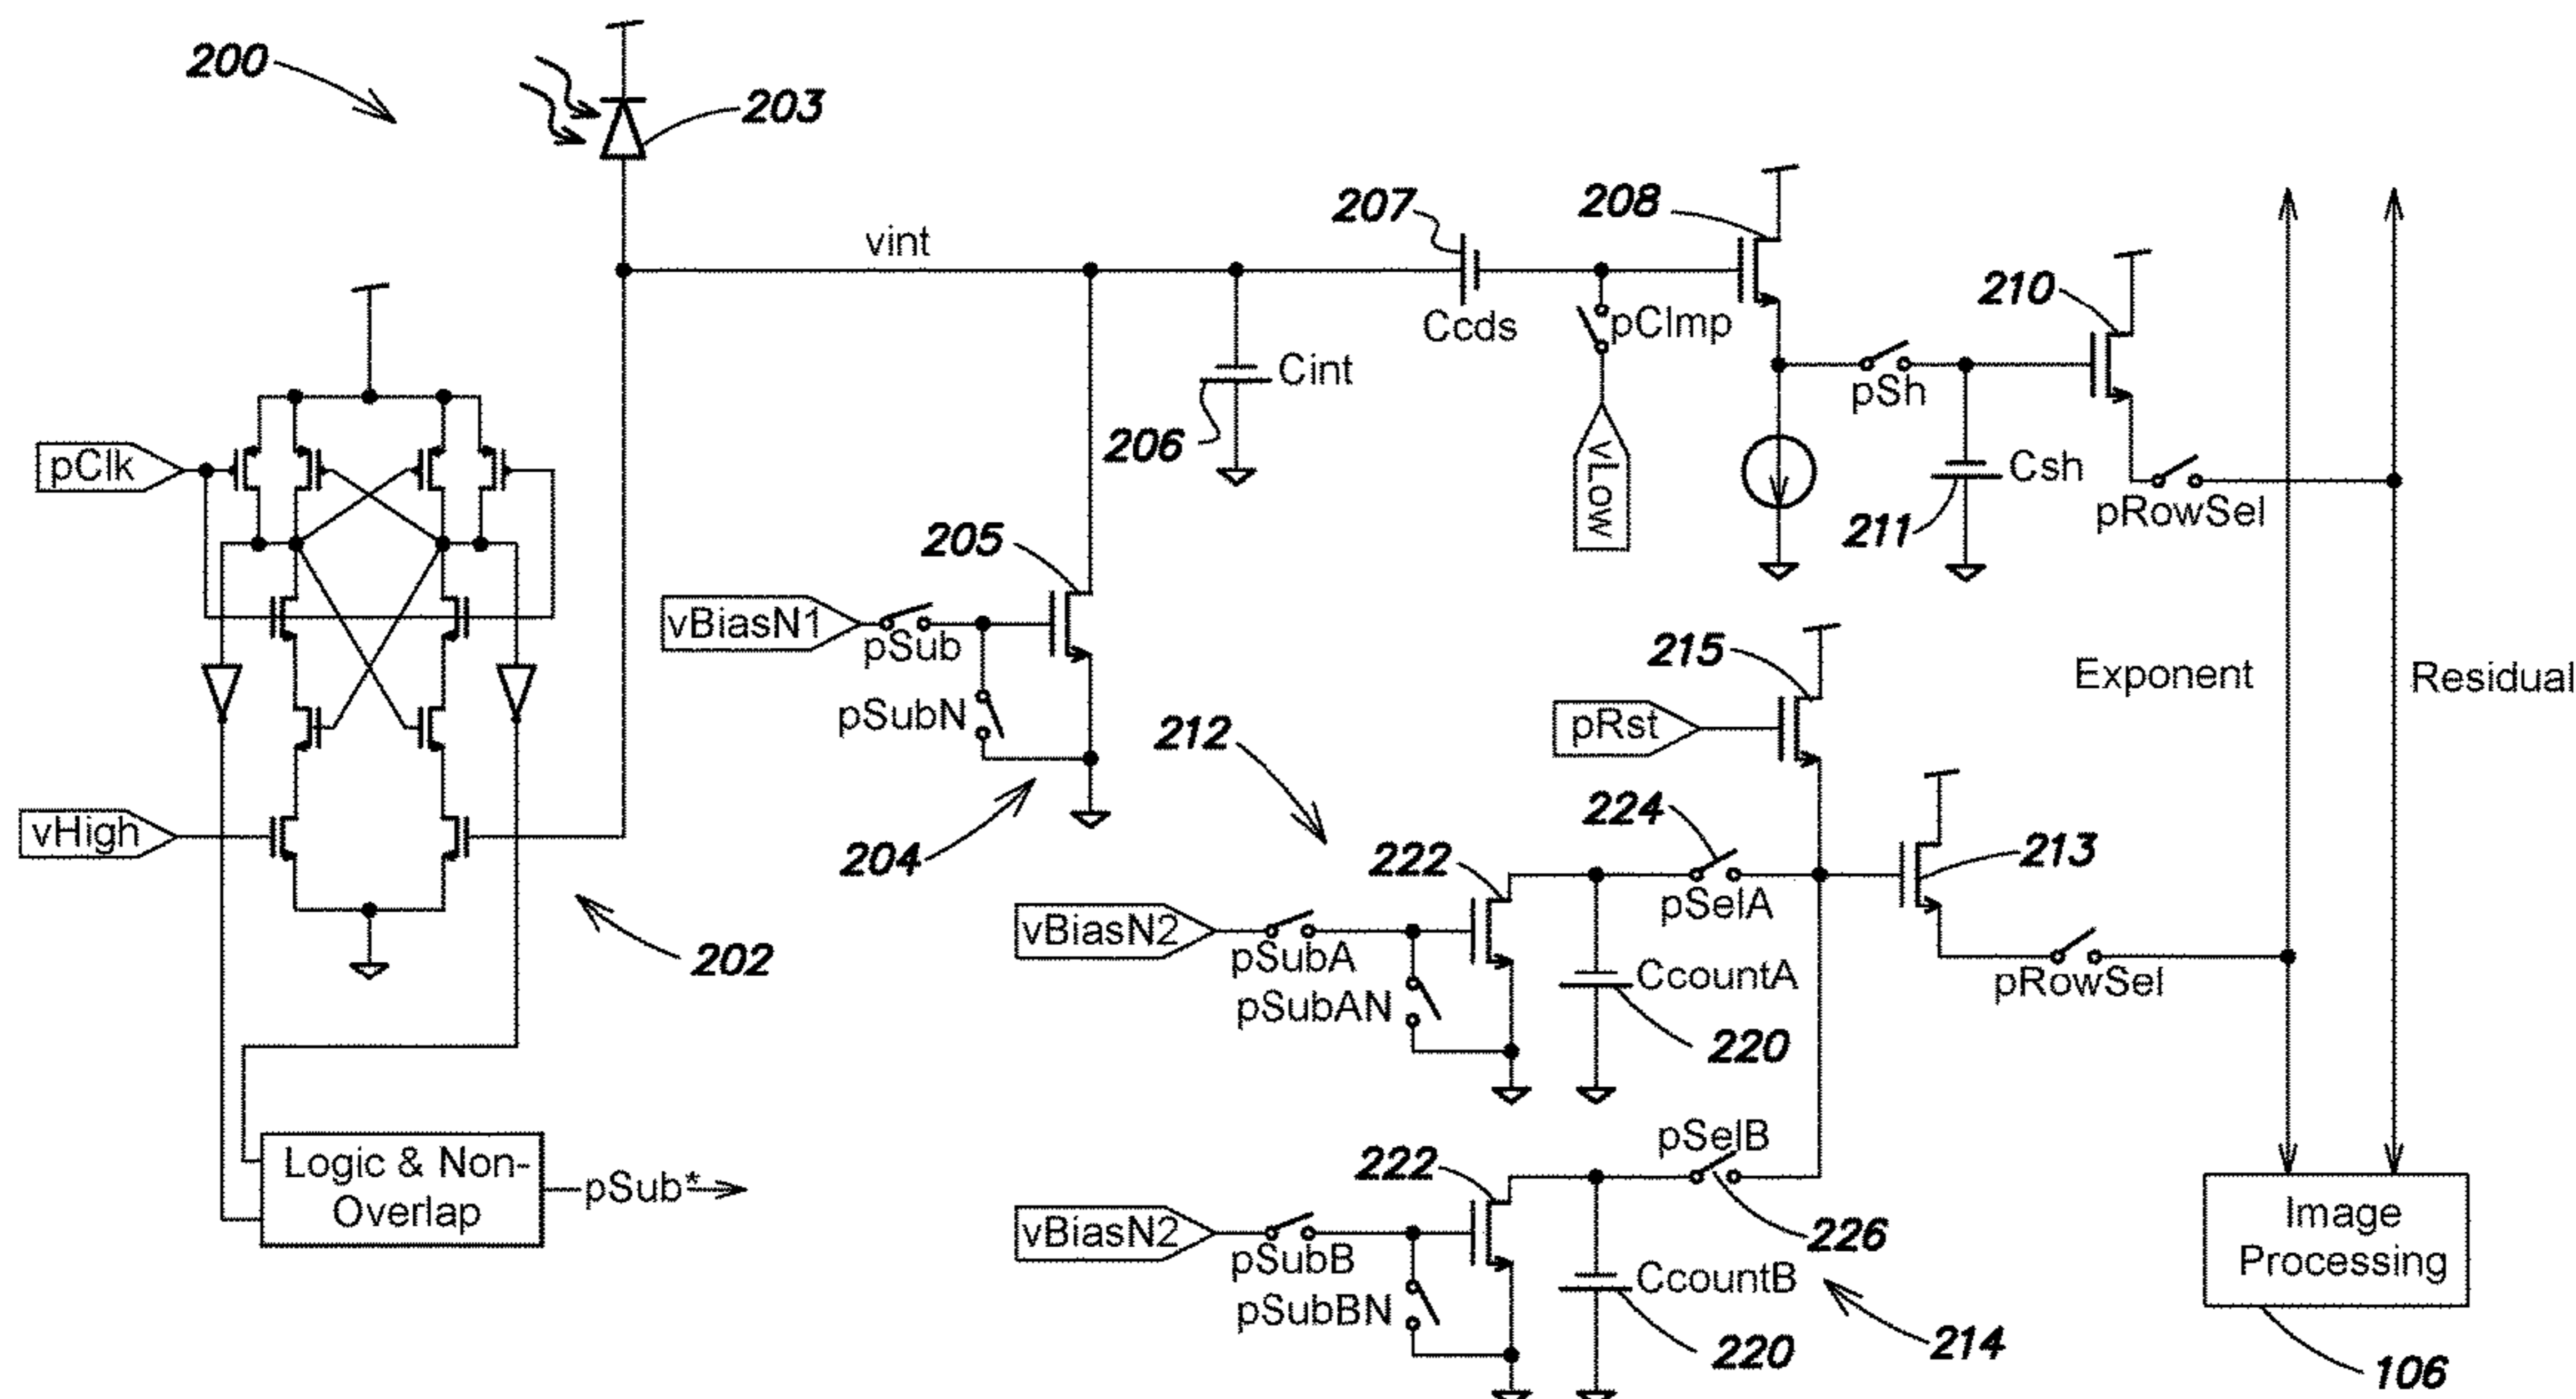 200
203
vint
207
Ccds
208
pClmp
vLow
Cint
206
pSh
210
Csh
211
pRowSel
pClk
205
vBiasN1
pSub
pSubN
204
Exponent
Residual
215
pRst
212
vHigh
202
224
pSelA
222
213
vBiasN2
pSubA
pSubAN
CcountA
220
pRowSel
Logic & Non-
Overlap
pSub*
pSelB
222
226
vBiasN2
pSubB
pSubBN
CcountB
220
214
Image
Processing
106